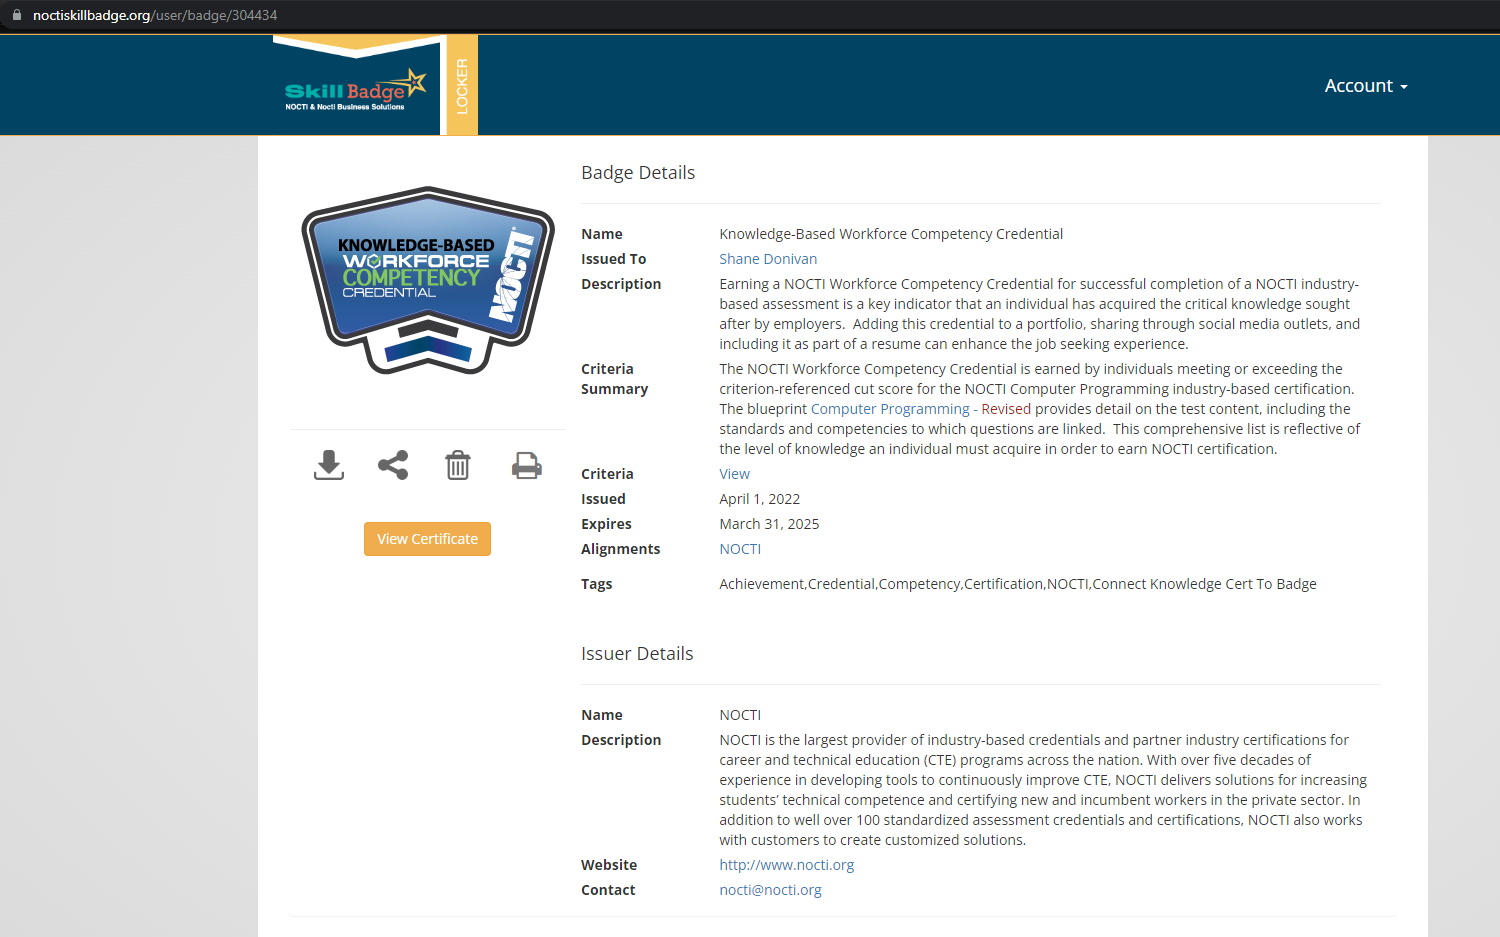 noctiskillbadge.org/user/badge/304434
Skill Badge
NOCTI & Nocti Business Solutions
LOCKER
Account
KNOWLEDGE-BASED
WORKFORCE
COMPETENCY
CREDENTIAL
NOCTI
View Certificate
Badge Details
Name Knowledge-Based Workforce Competency Credential
Issued To Shane Donivan
Description Earning a NOCTI Workforce Competency Credential for successful completion of a NOCTI industry-
based assessment is a key indicator that an individual has acquired the critical knowledge sought
after by employers.  Adding this credential to a portfolio, sharing through social media outlets, and
including it as part of a resume can enhance the job seeking experience.
Criteria The NOCTI Workforce Competency Credential is earned by individuals meeting or exceeding the
Summary criterion-referenced cut score for the NOCTI Computer Programming industry-based certification.
The blueprint Computer Programming - Revised provides detail on the test content, including the
standards and competencies to which questions are linked.  This comprehensive list is reflective of
the level of knowledge an individual must acquire in order to earn NOCTI certification.
Criteria View
Issued April 1, 2022
Expires March 31, 2025
Alignments NOCTI
Tags Achievement,Credential,Competency,Certification,NOCTI,Connect Knowledge Cert To Badge
Issuer Details
Name NOCTI
Description NOCTI is the largest provider of industry-based credentials and partner industry certifications for
career and technical education (CTE) programs across the nation. With over five decades of
experience in developing tools to continuously improve CTE, NOCTI delivers solutions for increasing
students’ technical competence and certifying new and incumbent workers in the private sector. In
addition to well over 100 standardized assessment credentials and certifications, NOCTI also works
with customers to create customized solutions.
Website http://www.nocti.org
Contact nocti@nocti.org